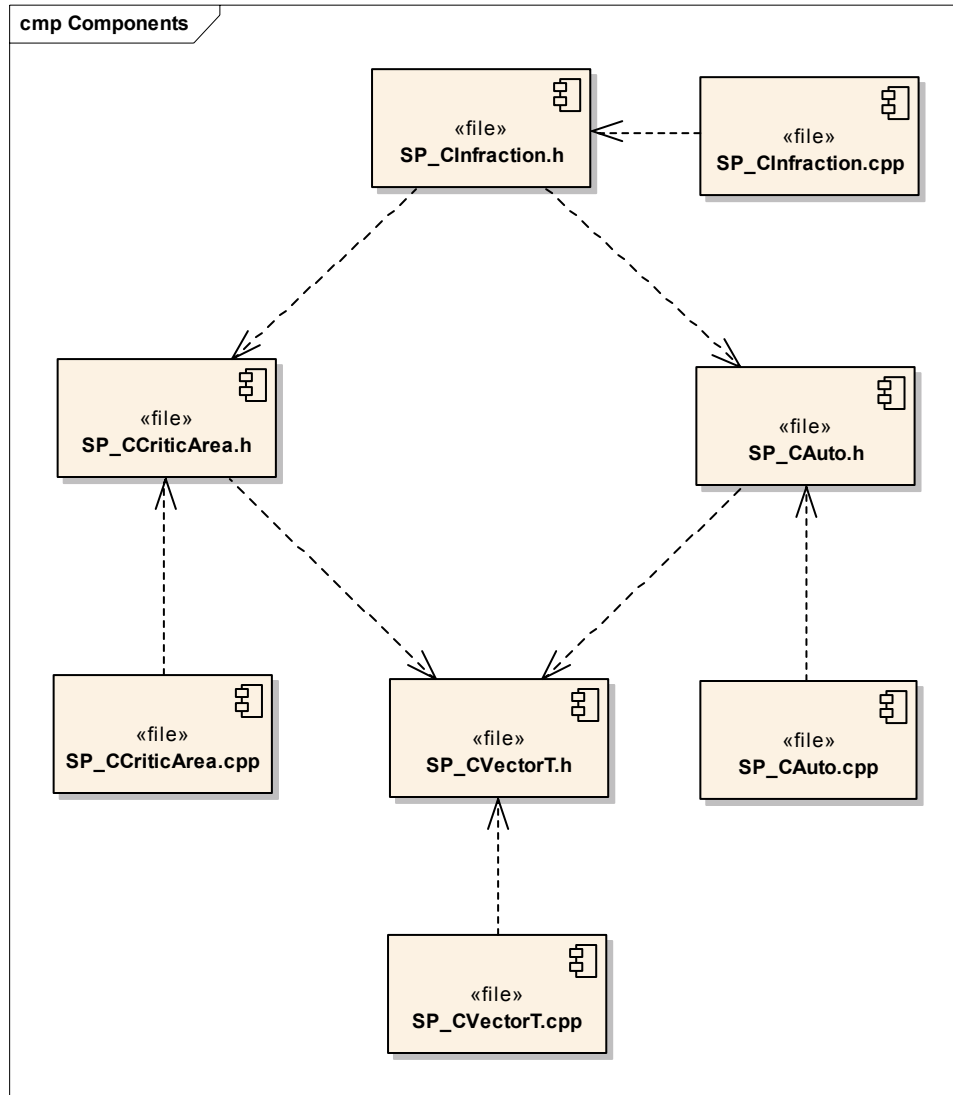 cmp Components
«file»
SP_CInfraction.h
«file»
SP_CInfraction.cpp
«file»
SP_CCriticArea.h
«file»
SP_CAuto.h
«file»
SP_CCriticArea.cpp
«file»
SP_CVectorT.h
«file»
SP_CAuto.cpp
«file»
SP_CVectorT.cpp